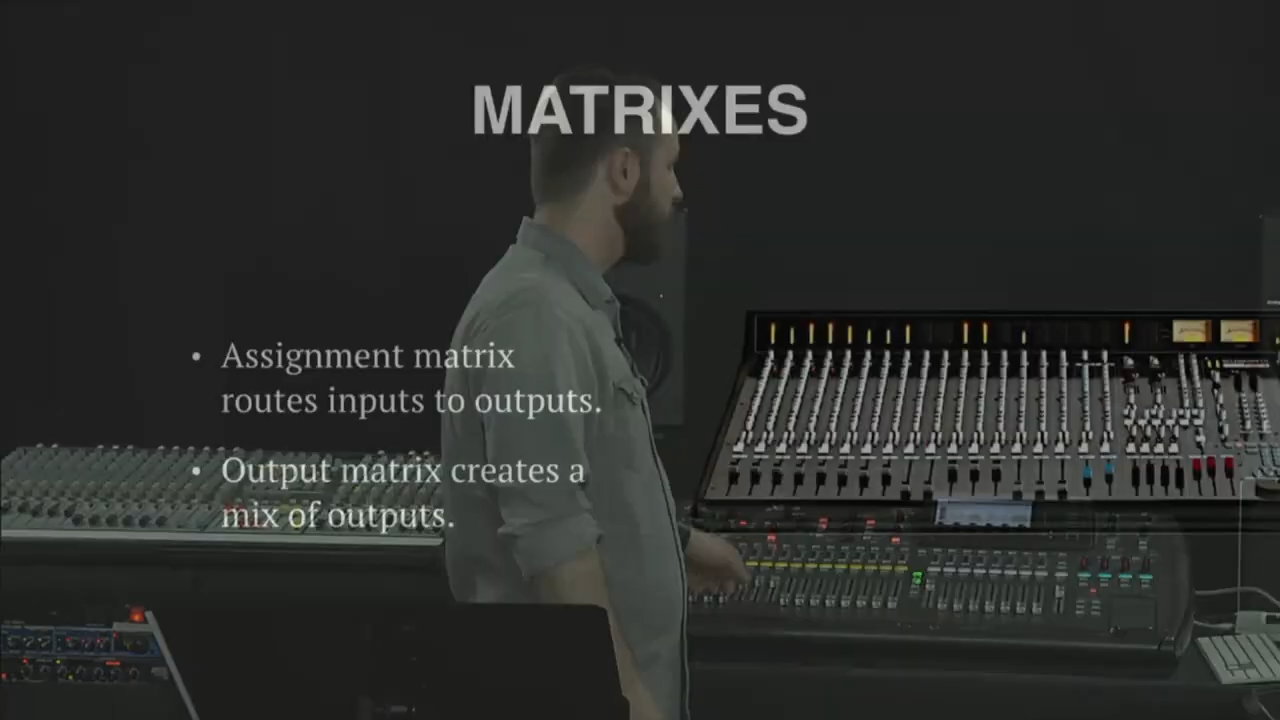 MATRIXES
• Assignment matrix
routes inputs to outputs.
• Output matrix creates a
mix of outputs.